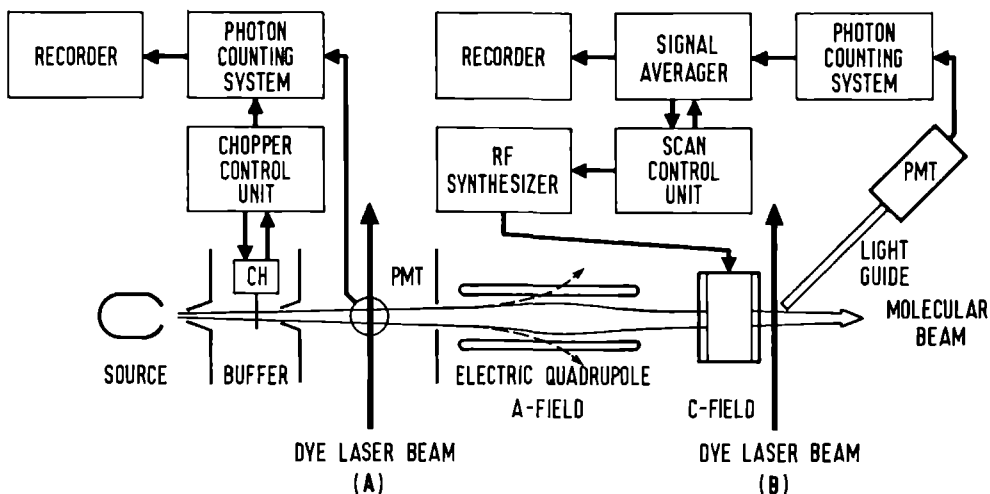 RECORDER
PHOTON
COUNTING
SYSTEM
RECORDER
SIGNAL
AVERAGER
PHOTON
COUNTING
SYSTEM
CHOPPER
CONTROL
UNIT
RF
SYNTHESIZER
SCAN
CONTROL
UNIT
PMT
CH
PMT
LIGHT
GUIDE
MOLECULAR
BEAM
SOURCE
BUFFER
ELECTRIC QUADRUPOLE
A-FIELD
C-FIELD
DYE LASER BEAM
(A)
DYE LASER BEAM
(B)